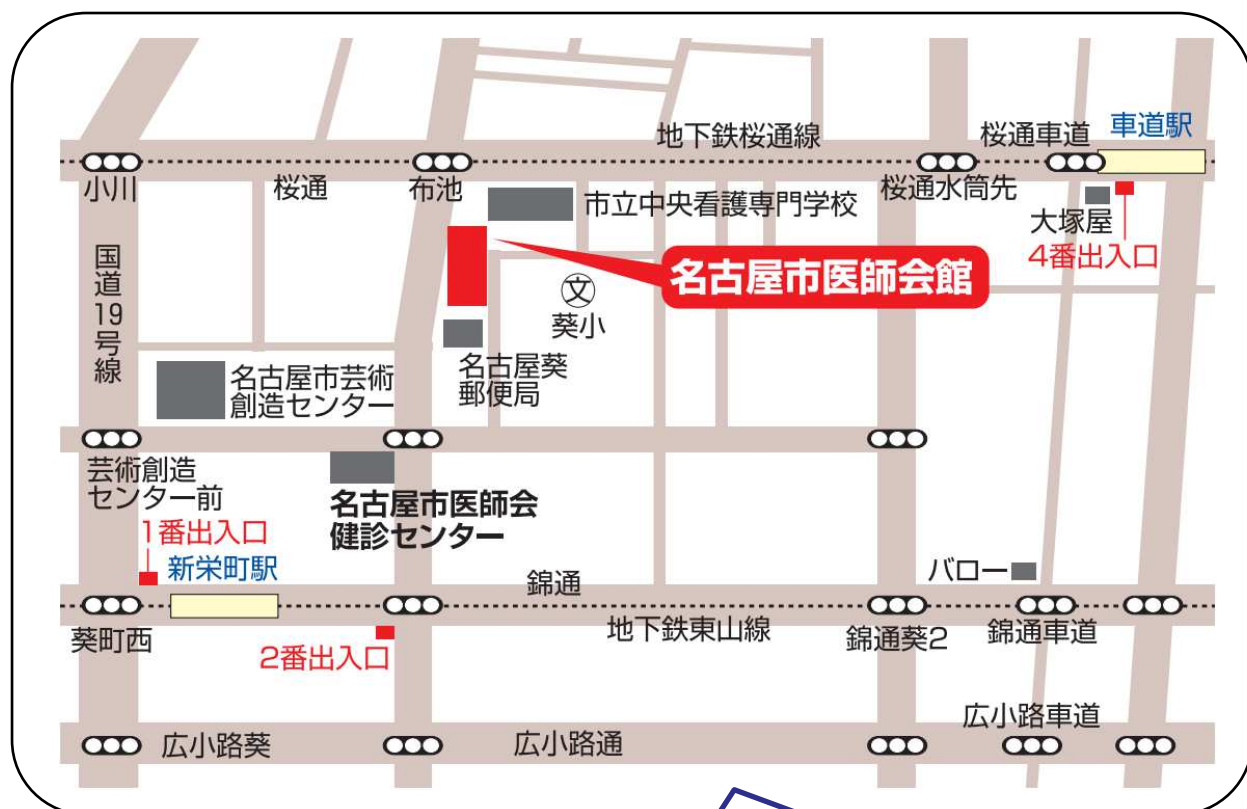 地下鉄桜通線
桜通車道
車道駅
小川
桜通
布池
桜通水筒先
市立中央看護専門学校
大塚屋
4番出入口
国道19号線
名古屋市医師会館
文
葵小
名古屋葵
郵便局
名古屋市芸術
創造センター
芸術創造
センター前
名古屋市医師会
健診センター
1番出入口
新栄町駅
錦通
バロー
葵町西
2番出入口
地下鉄東山線
錦通葵2
錦通車道
広小路車道
広小路葵
広小路通